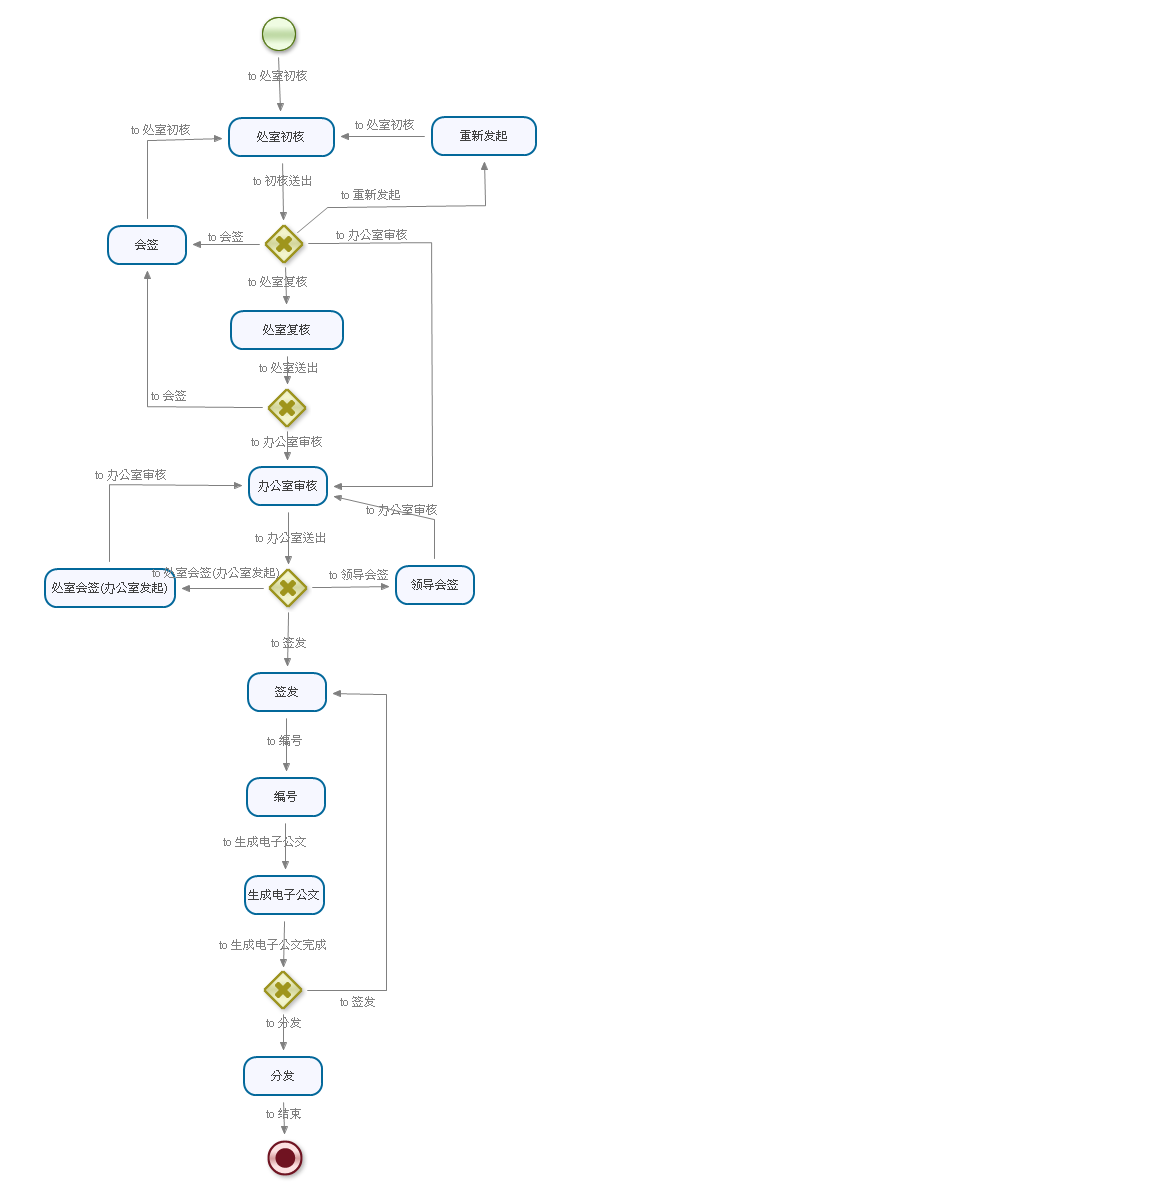 to 处室初核
to 处室初核
处室初核
to 处室初核
重新发起
to 初核送出
to 重新发起
会签
to 会签
to 办公室审核
to 处室复核
处室复核
to 处室送出
to 会签
to 办公室审核
to 办公室审核
办公室审核
to 办公室审核
to 办公室送出
to 处室会签(办公室发起)
to 领导会签
处室会签(办公室发起)
领导会签
to 签发
签发
to 编号
编号
to 生成电子公文
生成电子公文
to 生成电子公文完成
to 签发
to 分发
分发
to 结束